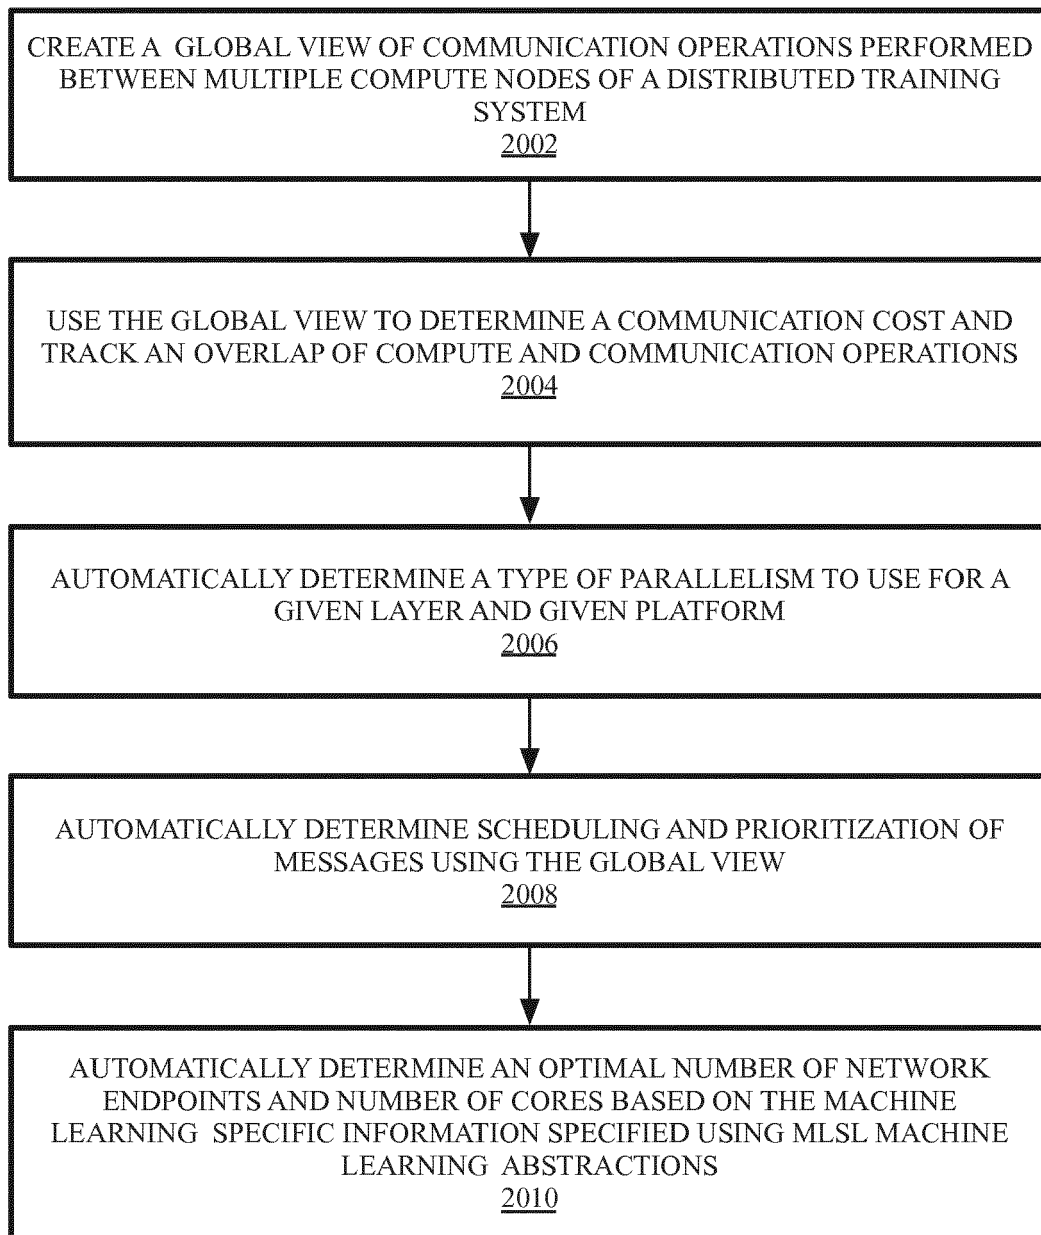 CREATE A GLOBAL VIEW OF COMMUNICATION OPERATIONS PERFORMED
BETWEEN MULTIPLE COMPUTE NODES OF A DISTRIBUTED TRAINING
SYSTEM
2002
USE THE GLOBAL VIEW TO DETERMINE A COMMUNICATION COST AND
TRACK AN OVERLAP OF COMPUTE AND COMMUNICATION OPERATIONS
2004
AUTOMATICALLY DETERMINE A TYPE OF PARALLELISM TO USE FOR A
GIVEN LAYER AND GIVEN PLATFORM
2006
AUTOMATICALLY DETERMINE SCHEDULING AND PRIORITIZATION OF
MESSAGES USING THE GLOBAL VIEW
2008
AUTOMATICALLY DETERMINE AN OPTIMAL NUMBER OF NETWORK
ENDPOINTS AND NUMBER OF CORES BASED ON THE MACHINE
LEARNING SPECIFIC INFORMATION SPECIFIED USING MLSL MACHINE
LEARNING ABSTRACTIONS
2010